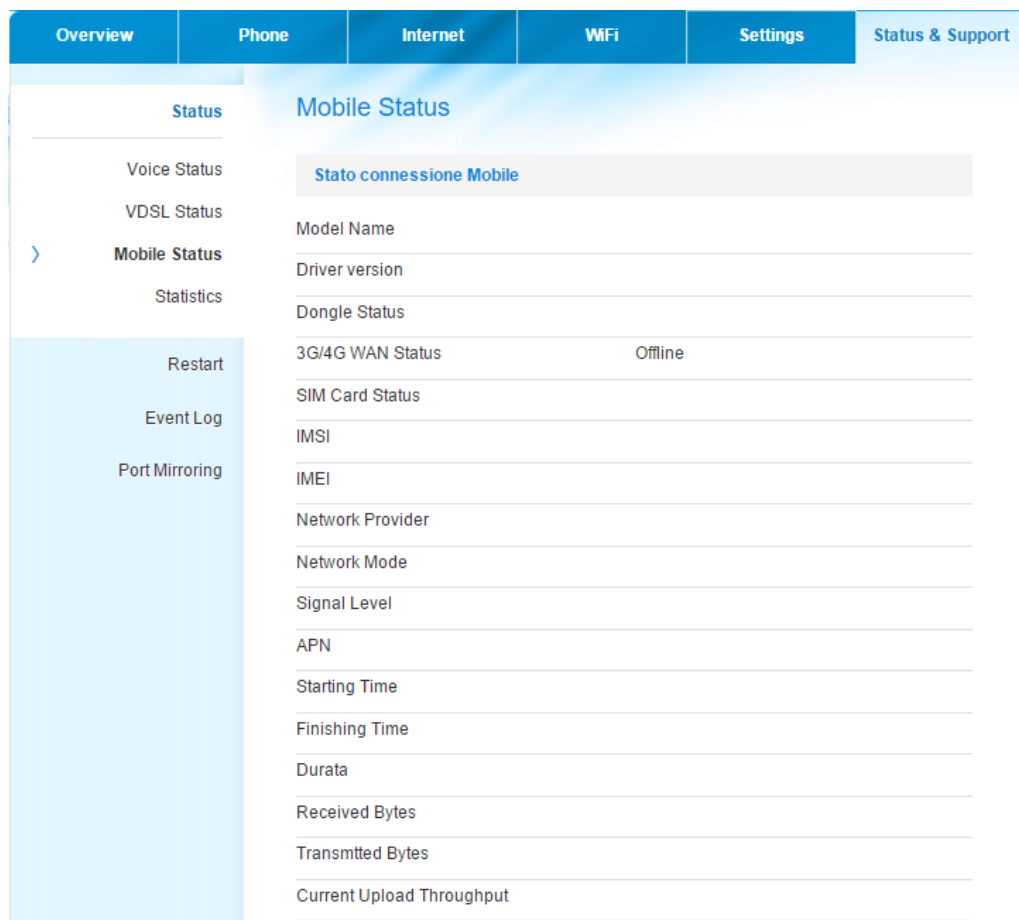 Overview Phone Internet WiFi Settings Status & Support
Status
Voice Status
VDSL Status
Mobile Status
Statistics
Restart
Event Log
Port Mirroring
Mobile Status
Stato connessione Mobile
Model Name
Driver version
Dongle Status
3G/4G WAN Status Offline
SIM Card Status
IMSI
IMEI
Network Provider
Network Mode
Signal Level
APN
Starting Time
Finishing Time
Durata
Received Bytes
Transmtted Bytes
Current Upload Throughput